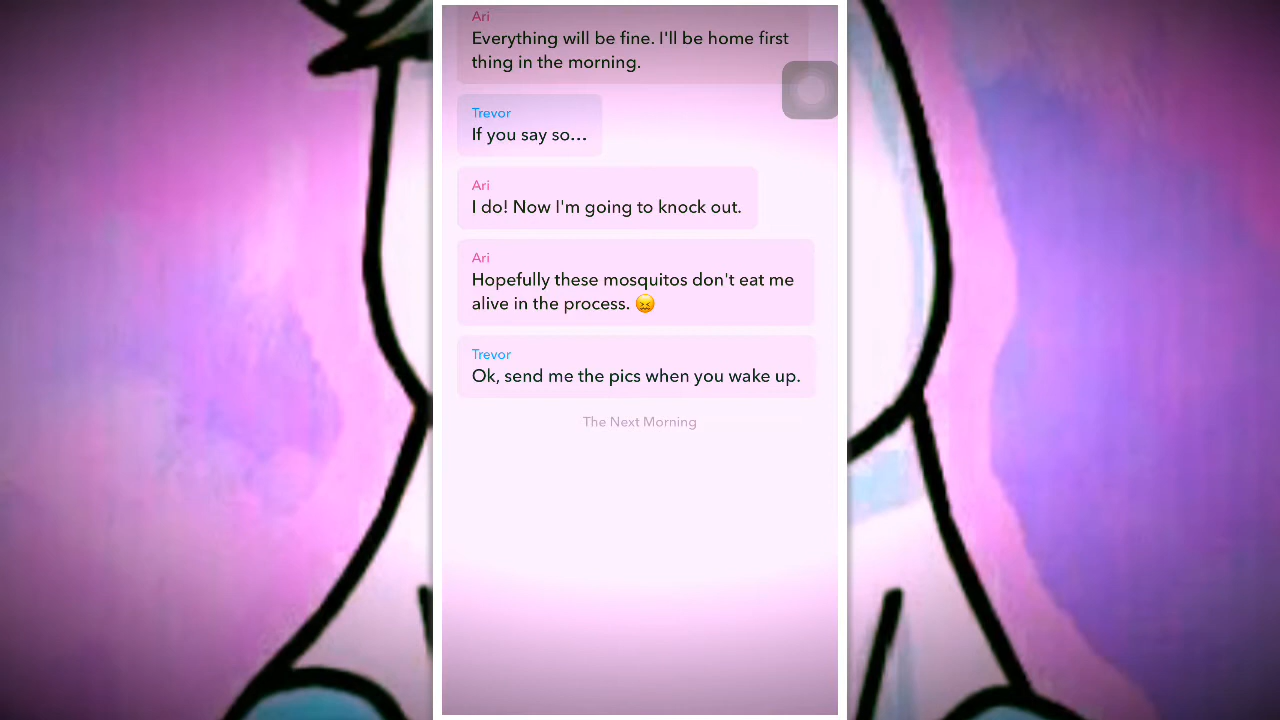 Ari
Everything will be fine. I'll be home first
thing in the morning.
Trevor
If you say so...
Ari
I do! Now I'm going to knock out.
Ari
Hopefully these mosquitos don't eat me
alive in the process. 😖
Trevor
Ok, send me the pics when you wake up.
The Next Morning